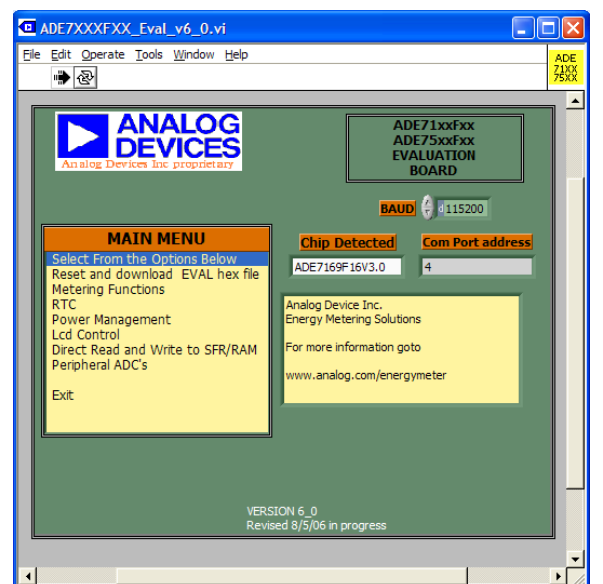 ADE7XXXFXX_Eval_v6_0.vi
File Edit Operate Tools Window Help
ADE
71XX
75XX
ANALOG
DEVICES
Analog Devices Inc proprietary
ADE71xxFxx
ADE75xxFxx
EVALUATION
BOARD
BAUD d 115200
MAIN MENU
Select From the Options Below
Reset and download EVAL hex file
Metering Functions
RTC
Power Management
Lcd Control
Direct Read and Write to SFR/RAM
Peripheral ADC's
Exit
Chip Detected
ADE7169F16V3.0
Com Port address
4
Analog Device Inc.
Energy Metering Solutions
For more information goto
www.analog.com/energymeter
VERSION 6_0
Revised 8/5/06 in progress